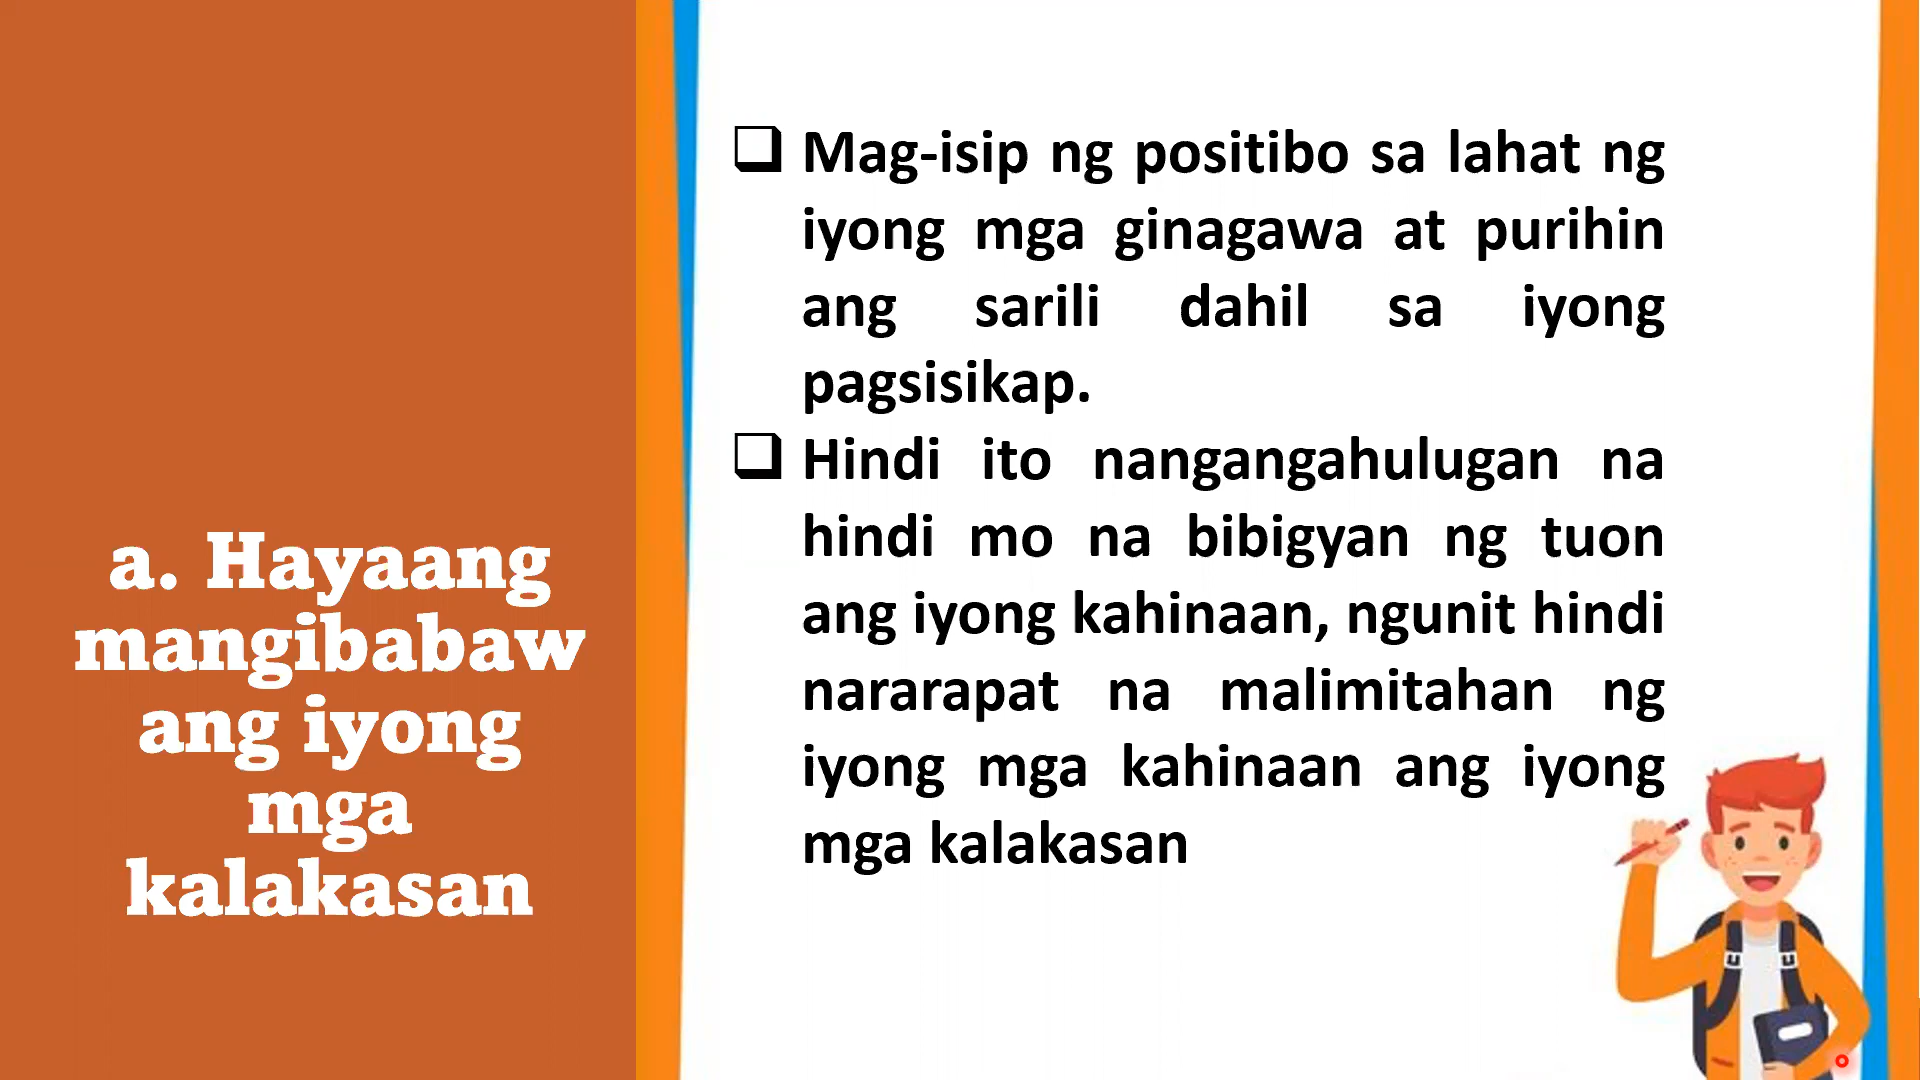 a. Hayaang
mangibabaw
ang iyong
mga
kalakasan
Mag-isip ng positibo sa lahat ng
iyong mga ginagawa at purihin
ang sarili dahil sa iyong
pagsisikap.
Hindi ito nangangahulugan na
hindi mo na bibigyan ng tuon
ang iyong kahinaan, ngunit hindi
nararapat na malimitahan ng
iyong mga kahinaan ang iyong
mga kalakasan